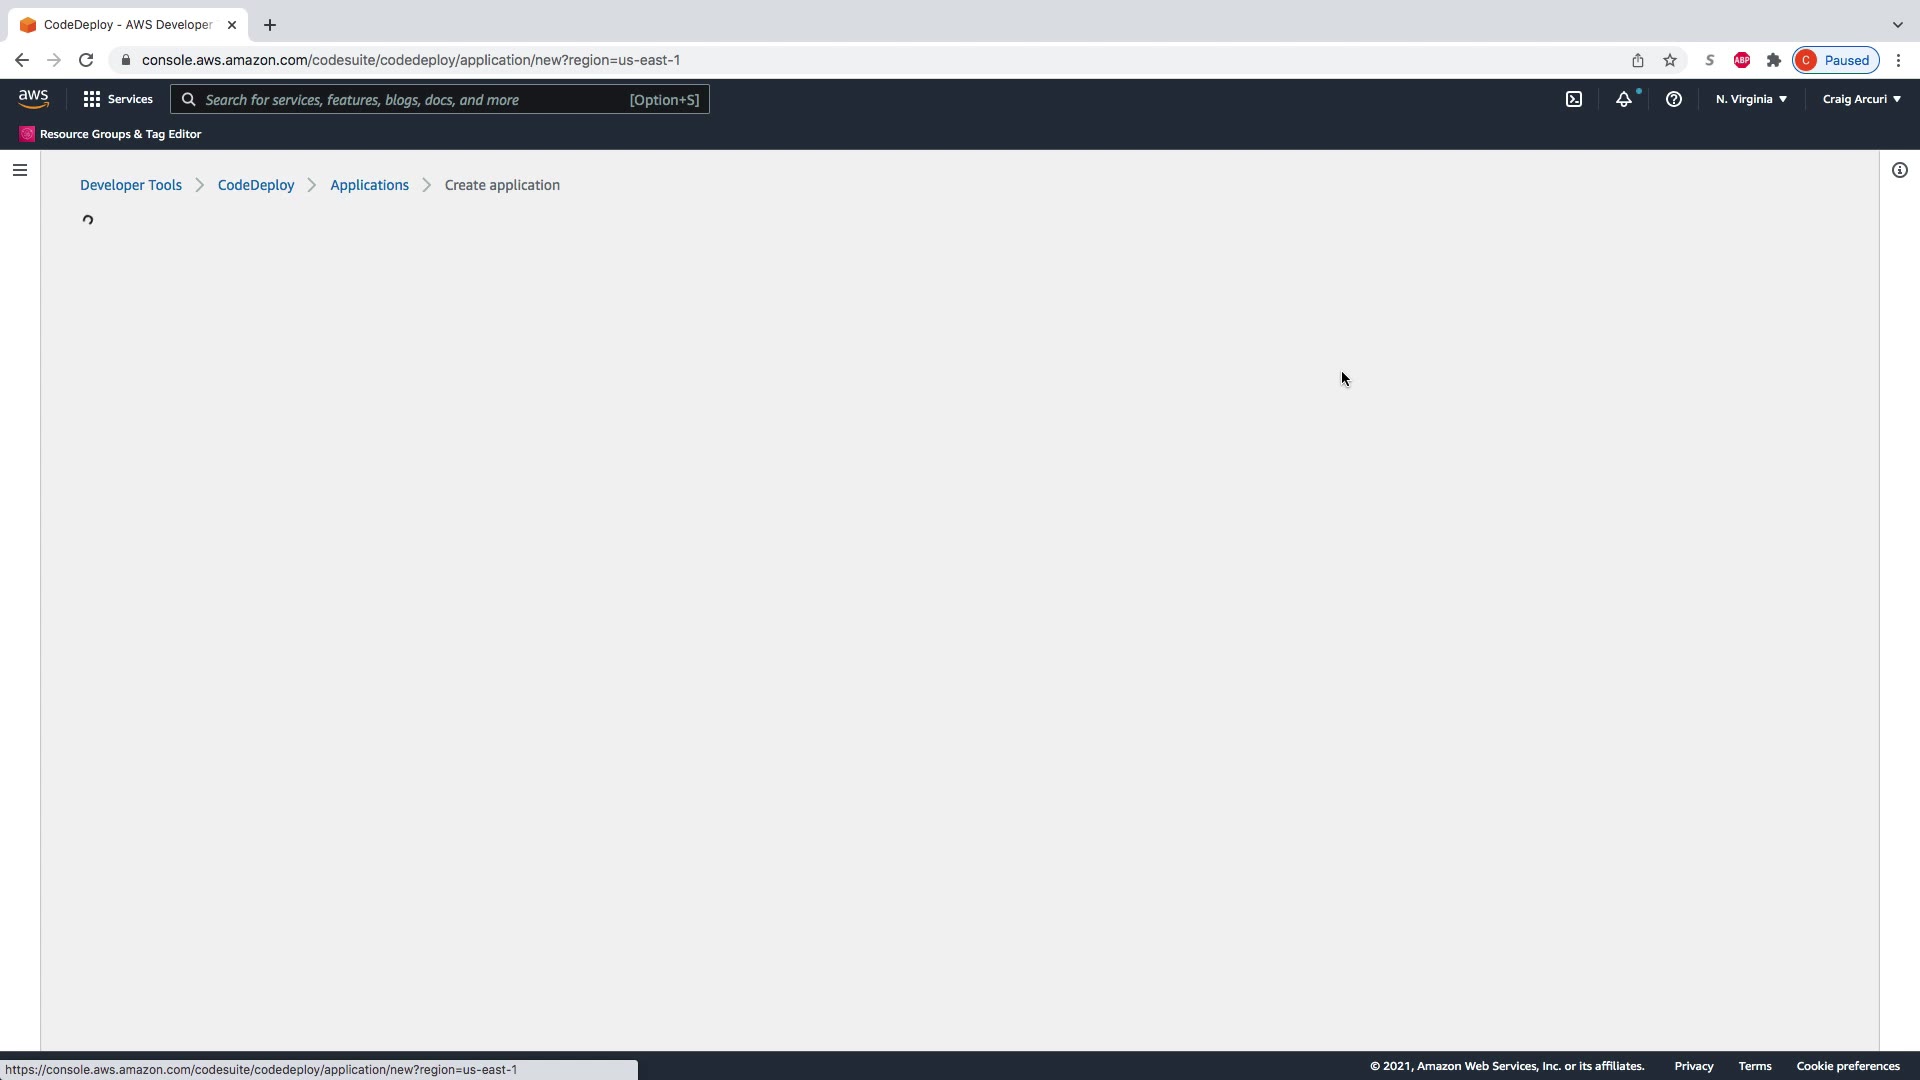 CodeDeploy - AWS Developer
console.aws.amazon.com/codesuite/codedeploy/application/new?region=us-east-1
S
ABP
C Paused
aws
Services
Search for services, features, blogs, docs, and more [Option+S]
N. Virginia
Craig Arcuri
Resource Groups & Tag Editor
Developer Tools
CodeDeploy
Applications
Create application
https://console.aws.amazon.com/codesuite/codedeploy/application/new?region=us-east-1
© 2021, Amazon Web Services, Inc. or its affiliates.
Privacy
Terms
Cookie preferences